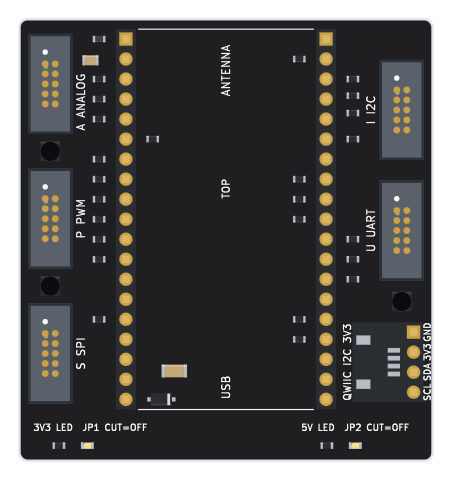 ANTENNA
A ANALOG
I I2C
TOP
P PWM
U UART
S SPI
USB
QWIIC I2C 3V3
GND
3V3
SDA
SCL
3V3 LED
JP1 CUT=OFF
5V LED
JP2 CUT=OFF